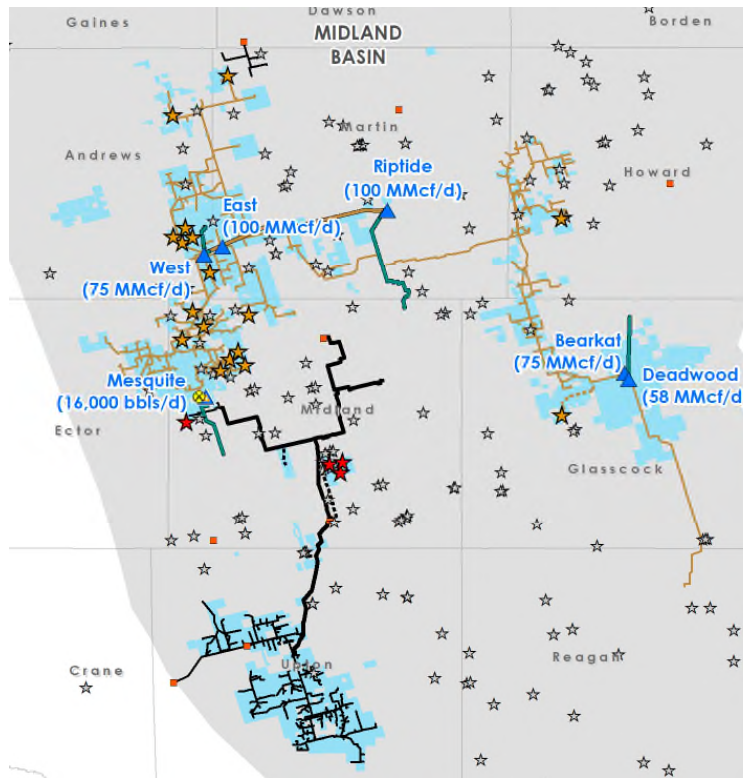 Dawson
Gaines
Borden
MIDLAND
BASIN
Martin
Andrews
Riptide
(100 MMcf/d)
Howard
East
(100 MMcf/d)
West
(75 MMcf/d)
Bearkat
(75 MMcf/d)
Deadwood
(58 MMcf/d
Mesquite
(16,000 bbls/d)
Midland
Ector
Glasscock
Crane
Upton
Reagan